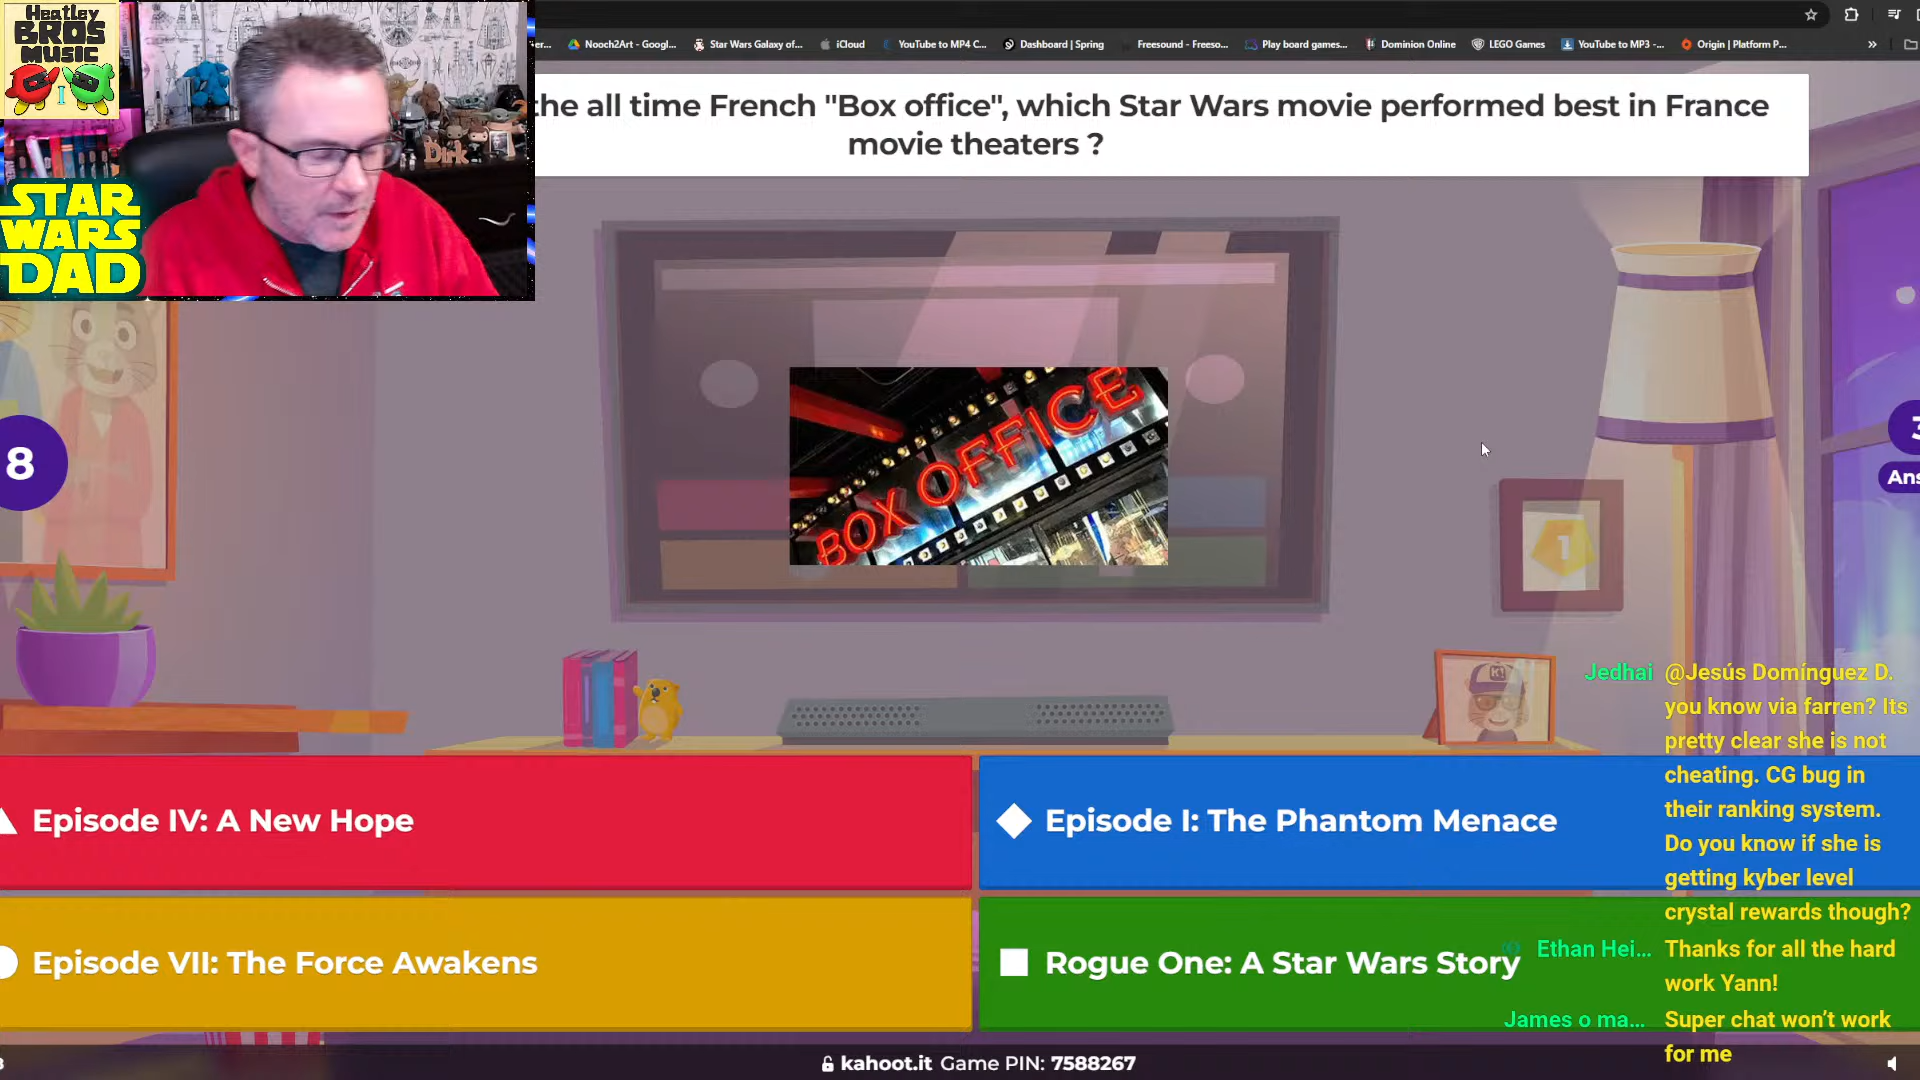 Heatley
BROS
MUSIC
I
STAR
WARS
DAD
Dirk
Nooch2Art - Googl...
Star Wars Galaxy of...
iCloud
YouTube to MP4 C...
Dashboard | Spring
Freesound - Freeso...
Play board games...
Dominion Online
LEGO Games
YouTube to MP3 -...
Origin | Platform P...
the all time French "Box office", which Star Wars movie performed best in France
movie theaters ?
8
BOX OFFICE
1
Ans
Episode IV: A New Hope
Episode I: The Phantom Menace
Episode VII: The Force Awakens
Rogue One: A Star Wars Story
Jedhai @Jesús Domínguez D.
you know via farren? Its
pretty clear she is not
cheating. CG bug in
their ranking system.
Do you know if she is
getting kyber level
crystal rewards though?
Ethan Hei... Thanks for all the hard
work Yann!
James o ma... Super chat won't work
for me
kahoot.it Game PIN: 7588267